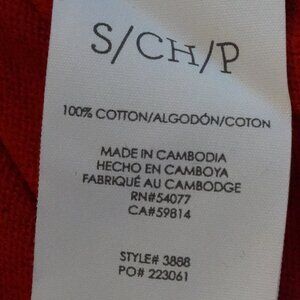 S/CH/P
100% COTTON/ALGODÓN/COTON
MADE IN CAMBODIA
HECHO EN CAMBOYA
FABRIQUÉ AU CAMBODGE
RN#54077
CA#59814
STYLE# 3888
PO# 223061